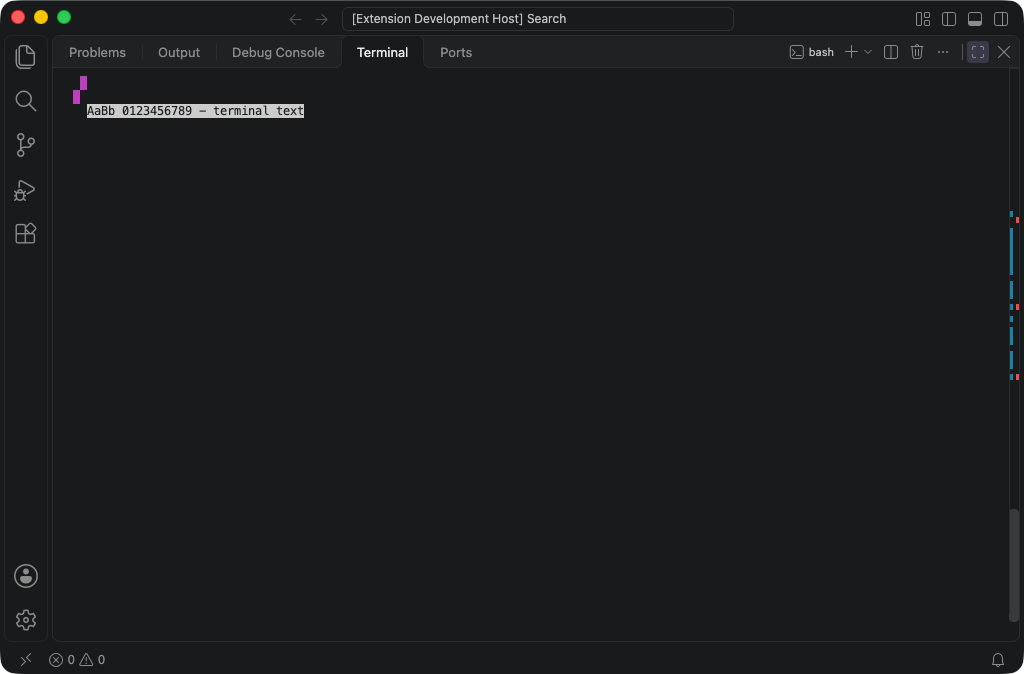 [Extension Development Host] Search
Problems
Output
Debug Console
Terminal
Ports
bash
AaBb 0123456789 − terminal text
0
0